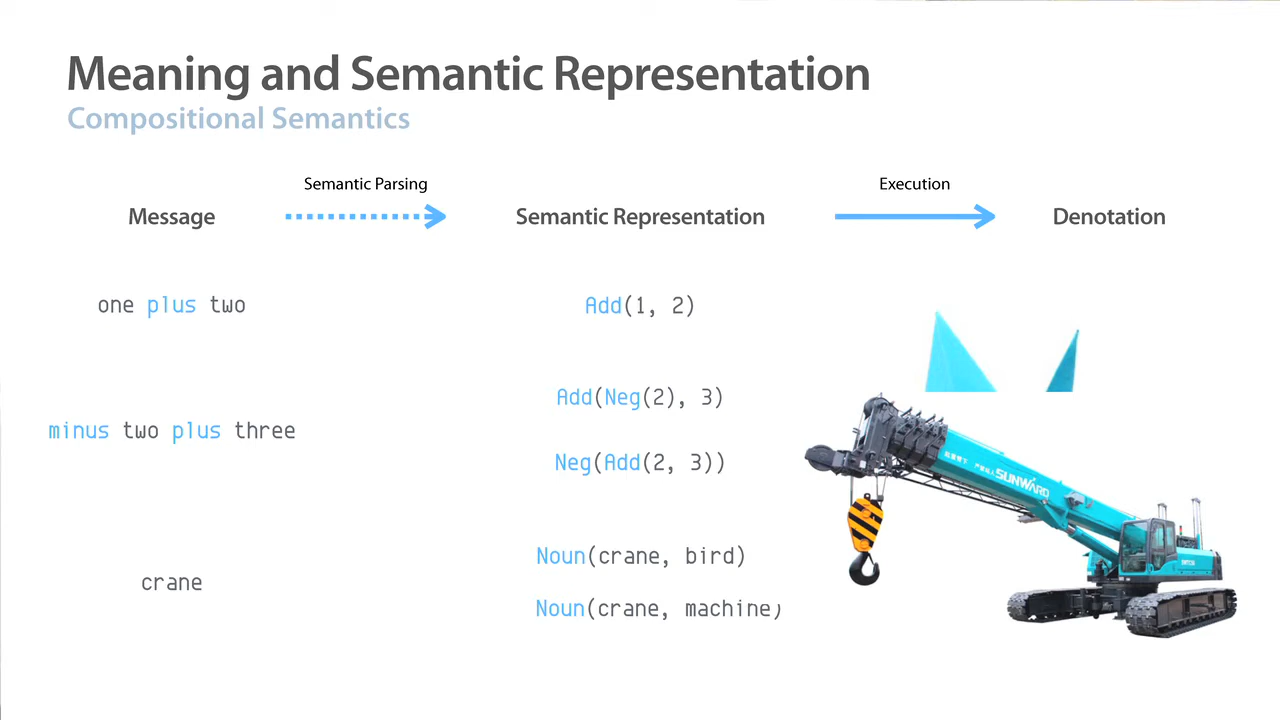 Meaning and Semantic Representation
Compositional Semantics
Semantic Parsing
Execution
Message
Semantic Representation
Denotation
one plus two
Add(1, 2)
Add(Neg(2), 3)
minus two plus three
Neg(Add(2, 3))
SUNWARD
Noun(crane, bird)
crane
Noun(crane, machine)